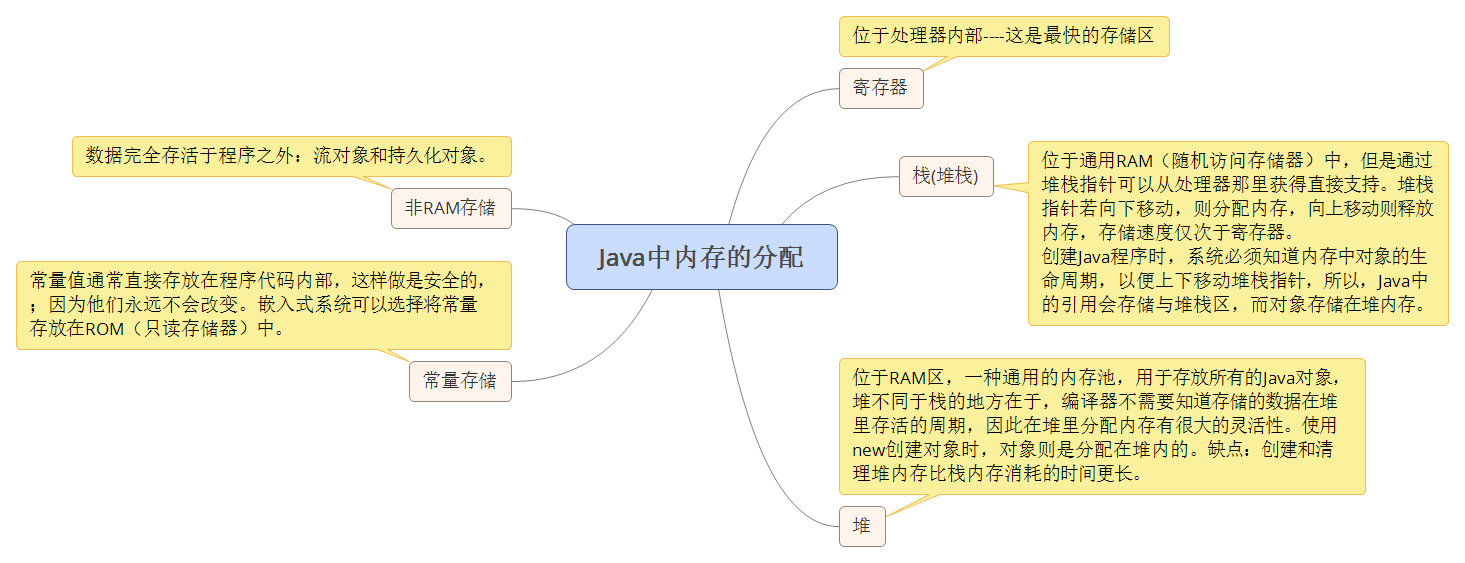 位于处理器内部----这是最快的存储区
寄存器
数据完全存活于程序之外：流对象和持久化对象。
非RAM存储
位于通用RAM（随机访问存储器）中，但是通过
堆栈指针可以从处理器那里获得直接支持。堆栈
指针若向下移动，则分配内存，向上移动则释放
内存，存储速度仅次于寄存器。
创建Java程序时，系统必须知道内存中对象的生
命周期，以便上下移动堆栈指针，所以，Java中
的引用会存储与堆栈区，而对象存储在堆内存。
栈(堆栈)
Java中内存的分配
常量值通常直接存放在程序代码内部，这样做是安全的，
；因为他们永远不会改变。嵌入式系统可以选择将常量
存放在ROM（只读存储器）中。
常量存储
位于RAM区，一种通用的内存池，用于存放所有的Java对象，
堆不同于栈的地方在于，编译器不需要知道存储的数据在堆
里存活的周期，因此在堆里分配内存有很大的灵活性。使用
new创建对象时，对象则是分配在堆内的。缺点：创建和清
理堆内存比栈内存消耗的时间更长。
堆